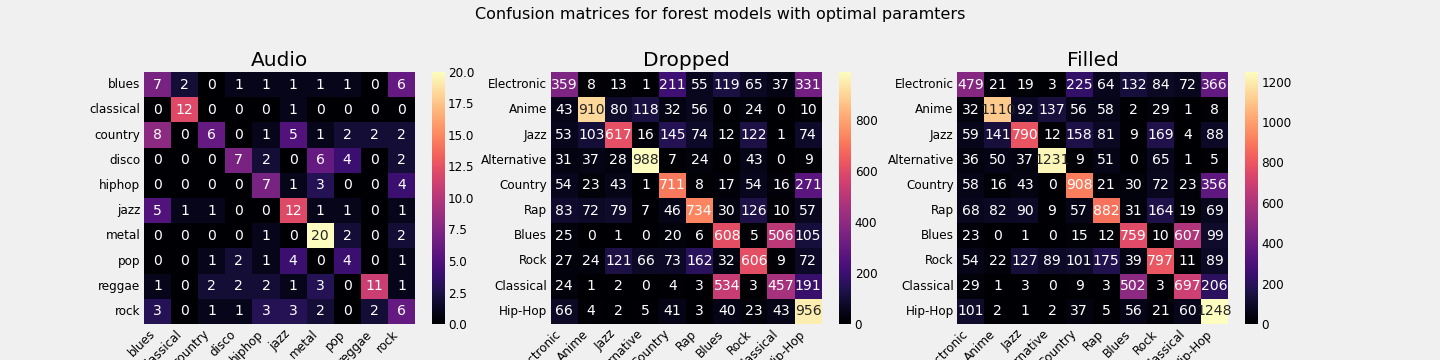 Confusion matrices for forest models with optimal paramters
Audio
blues 7 2 0 1 1 1 1 1 0 6
classical 0 12 0 0 0 1 0 0 0 0
country 8 0 6 0 1 5 1 2 2 2
disco 0 0 0 7 2 0 6 4 0 2
hiphop 0 0 0 0 7 1 3 0 0 4
jazz 5 1 1 0 0 12 1 1 0 1
metal 0 0 0 0 1 0 20 2 0 2
pop 0 0 1 2 1 4 0 4 0 1
reggae 1 0 2 2 2 1 3 0 11 1
rock 3 0 1 1 3 3 2 0 2 6
blues lassical ountry disco hiphop jazz metal pop reggae rock
20.0
17.5
15.0
12.5
10.0
7.5
5.0
2.5
0.0
Dropped
Electronic 359 8 13 1 211 55 119 65 37 331
Anime 43 910 80 118 32 56 0 24 0 10
Jazz 53 103 617 16 145 74 12 122 1 74
Alternative 31 37 28 988 7 24 0 43 0 9
Country 54 23 43 1 711 8 17 54 16 271
Rap 83 72 79 7 46 734 30 126 10 57
Blues 25 0 1 0 20 6 608 5 506 105
Rock 27 24 121 66 73 162 32 606 9 72
Classical 24 1 2 0 4 3 534 3 457 191
Hip-Hop 66 4 2 5 41 3 40 23 43 956
ctronic Anime Jazz rnative Country Rap Blues Rock lassical Hip-Hop
800
600
400
200
0
Filled
Electronic 479 21 19 3 225 64 132 84 72 366
Anime 32 1110 92 137 56 58 2 29 1 8
Jazz 59 141 790 12 158 81 9 169 4 88
Alternative 36 50 37 1231 9 51 0 65 1 5
Country 58 16 43 0 908 21 30 72 23 356
Rap 68 82 90 9 57 882 31 164 19 69
Blues 23 0 1 0 15 12 759 10 607 99
Rock 54 22 127 89 101 175 39 797 11 89
Classical 29 1 3 0 9 3 502 3 697 206
Hip-Hop 101 2 1 2 37 5 56 21 60 1248
ctronic Anime Jazz rnative Country Rap Blues Rock lassical Hip-Hop
1200
1000
800
600
400
200
0